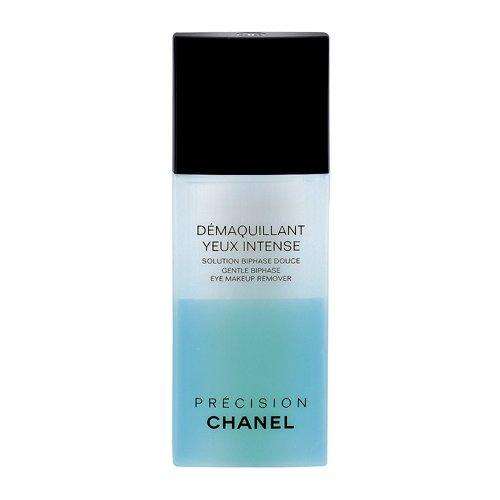 DÉMAQUILLANT
YEUX INTENSE
SOLUTION BIPHASE DOUCE
GENTLE BIPHASE
EYE MAKEUP REMOVER
PRÉCISION
CHANEL